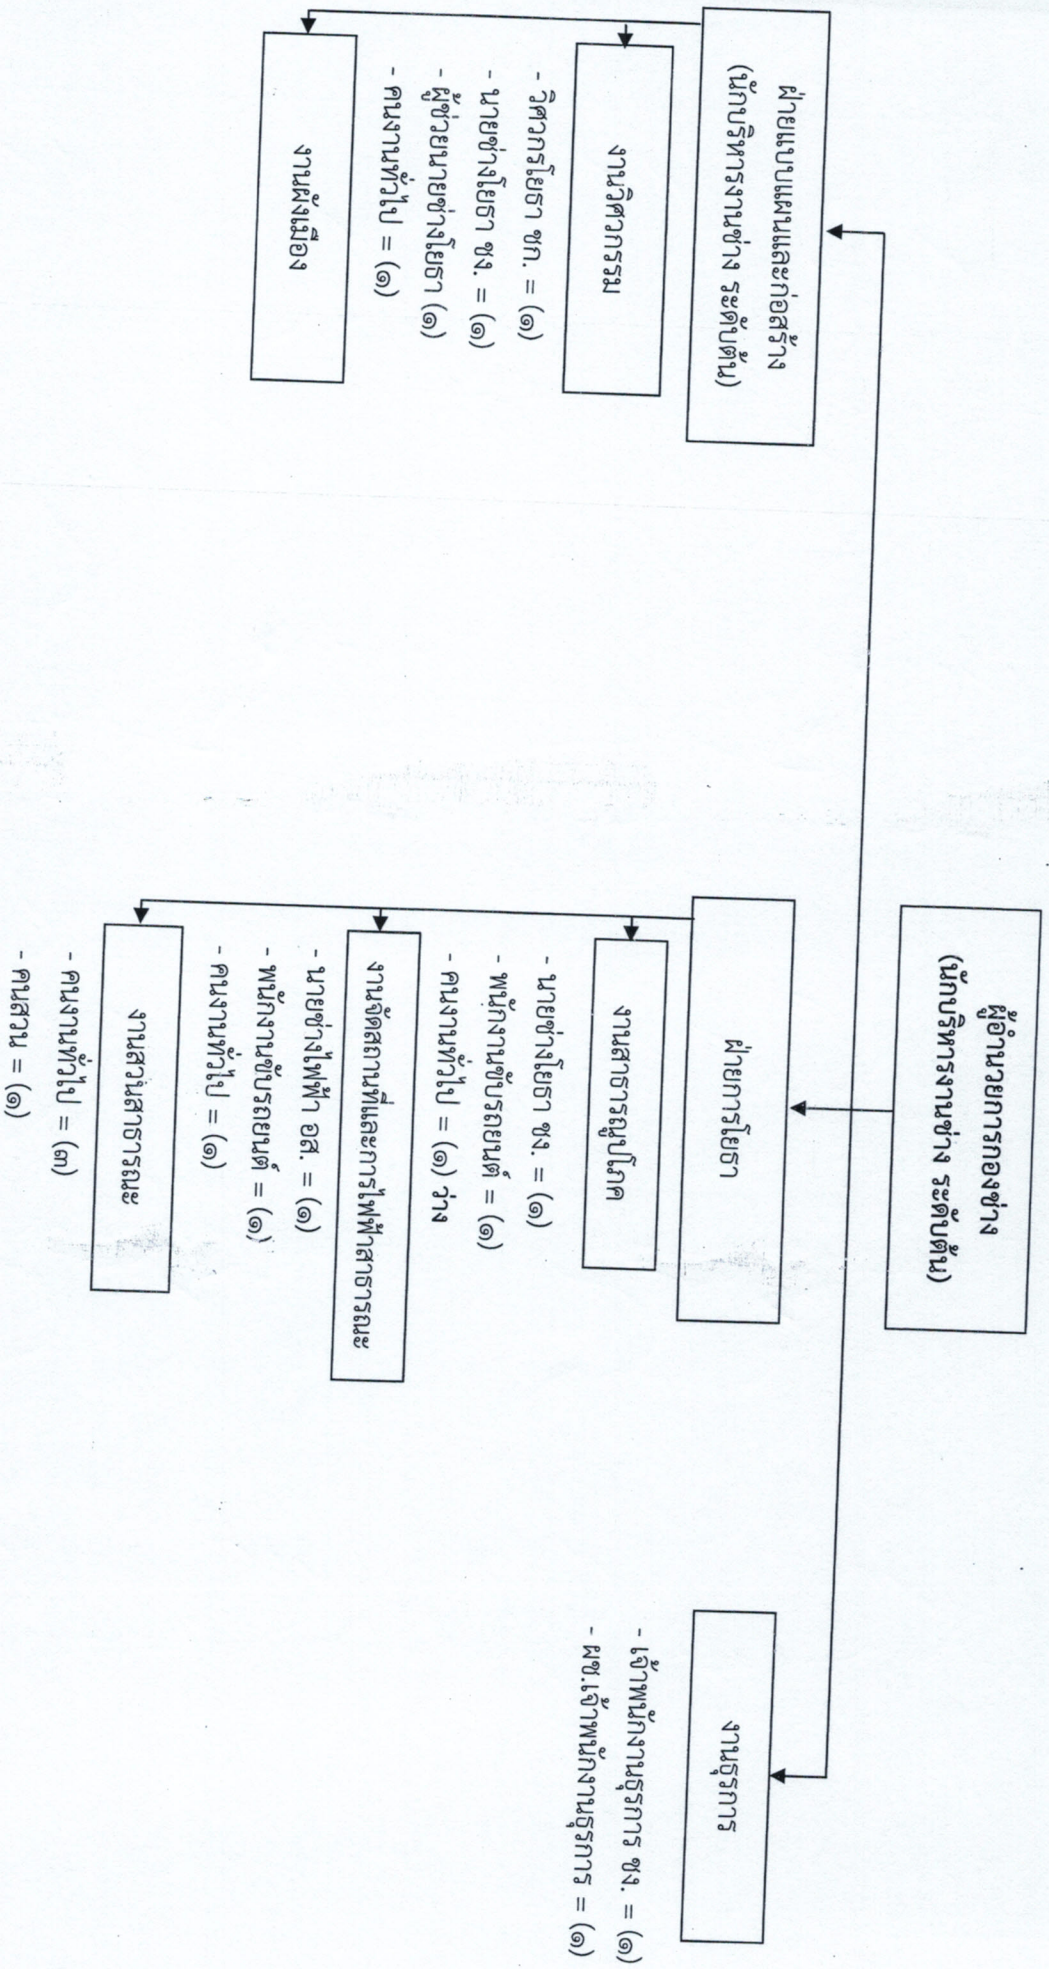 ผู้อำนวยการกองช่าง
(นักบริหารงานช่าง ระดับต้น)
ฝ่ายแบบแผนและก่อสร้าง
(นักบริหารงานช่าง ระดับต้น)
งานวิศวกรรม
- วิศวกรโยธา ชก. = (๑)
- นายช่างโยธา ชง. = (๑)
- ผู้ช่วยนายช่างโยธา (๑)
- คนงานทั่วไป = (๑)
งานผังเมือง
ฝ่ายการโยธา
งานสาธารณูปโภค
- นายช่างโยธา ชง. = (๑)
- พนักงานขับรถยนต์ = (๑)
- คนงานทั่วไป = (๑) ว่าง
งานจัดสถานที่และการไฟฟ้าสาธารณะ
- นายช่างไฟฟ้า อส. = (๑)
- พนักงานขับรถยนต์ = (๑)
- คนงานทั่วไป = (๑)
งานสวนสาธารณะ
- คนงานทั่วไป = (๓)
- คนสวน = (๑)
งานธุรการ
- เจ้าพนักงานธุรการ ชง. = (๑)
- ผช.เจ้าพนักงานธุรการ = (๑)